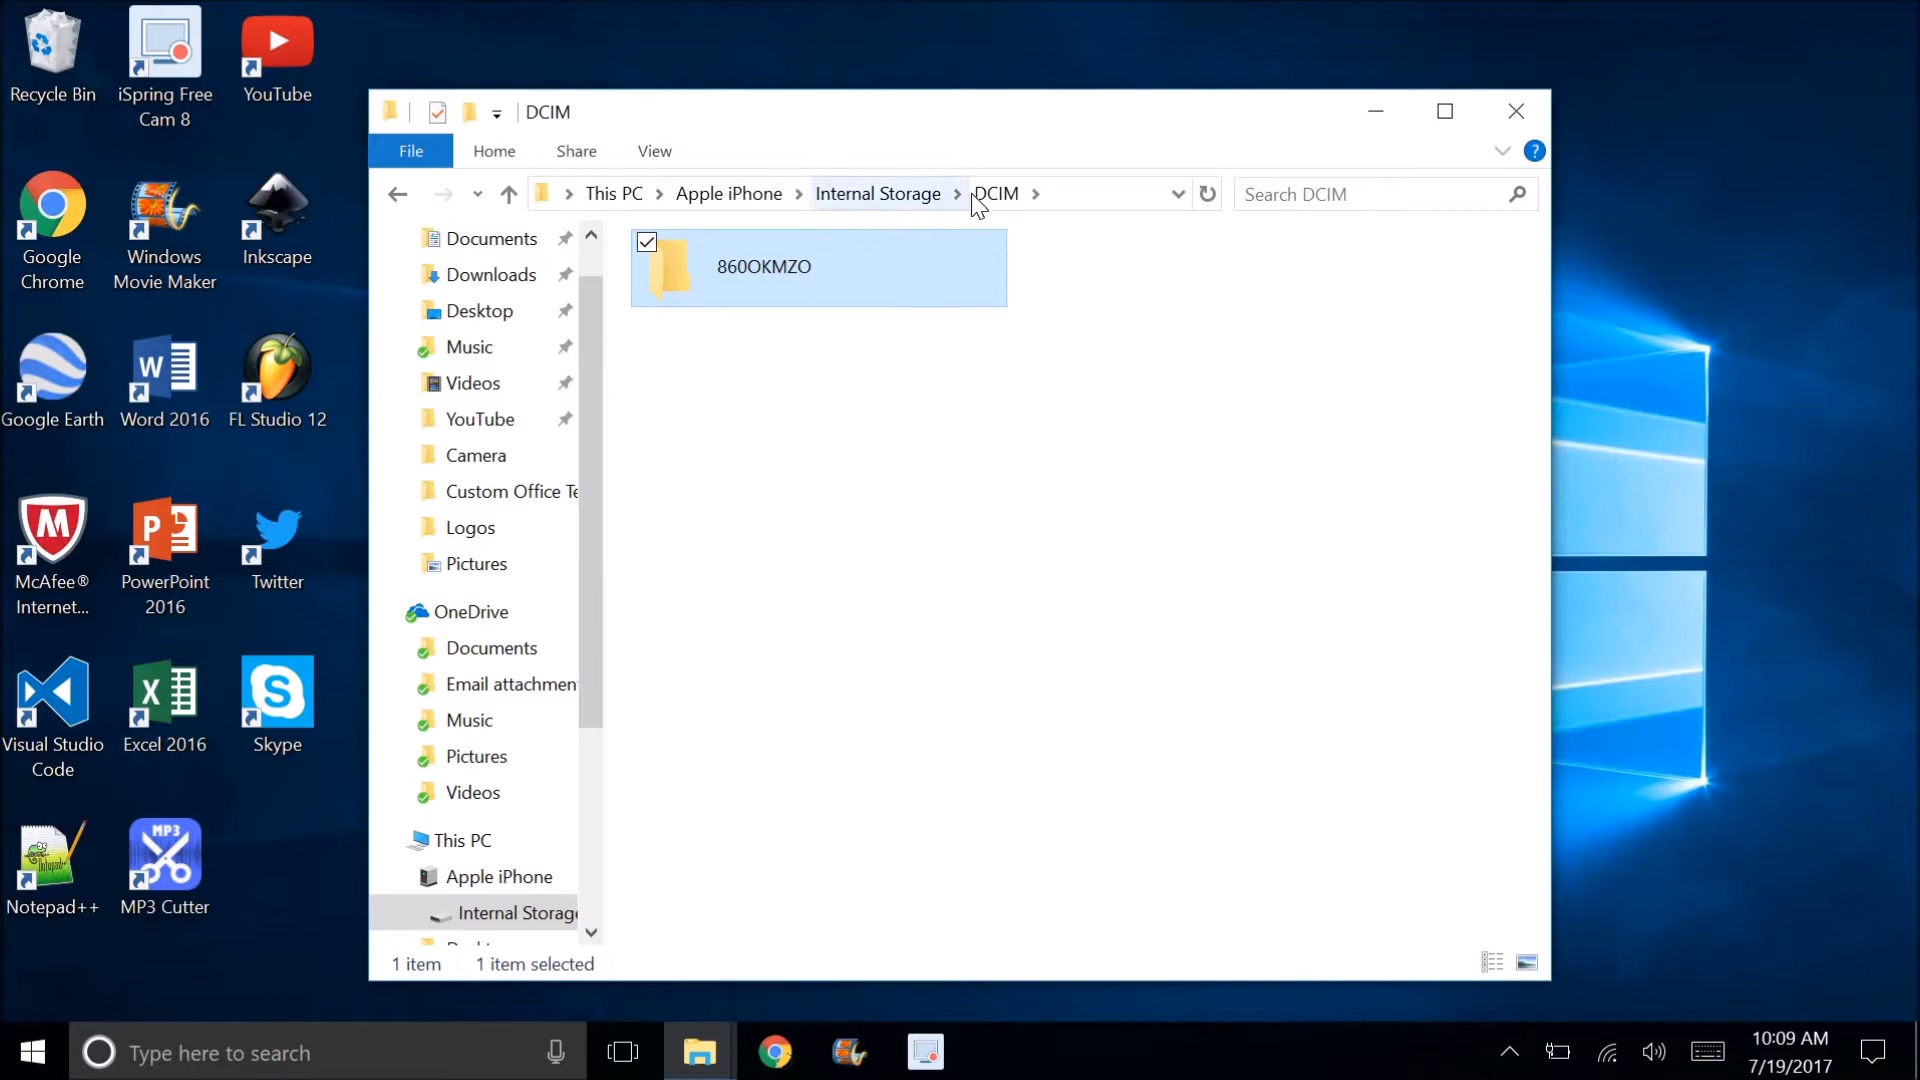 Recycle Bin
iSpring Free
Cam 8
YouTube
Google
Chrome
Windows
Movie Maker
Inkscape
Google Earth
Word 2016
FL Studio 12
McAfee®
Internet...
PowerPoint
2016
Twitter
Visual Studio
Code
Excel 2016
Skype
Notepad++
MP3
MP3 Cutter
DCIM
File
Home
Share
View
This PC
Apple iPhone
Internal Storage
DCIM
Search DCIM
Documents
Downloads
Desktop
Music
Videos
YouTube
Camera
Custom Office Te
Logos
Pictures
OneDrive
Documents
Email attachmen
Music
Pictures
Videos
This PC
Apple iPhone
Internal Storage
860OKMZO
1 item
1 item selected
Type here to search
10:09 AM
7/19/2017